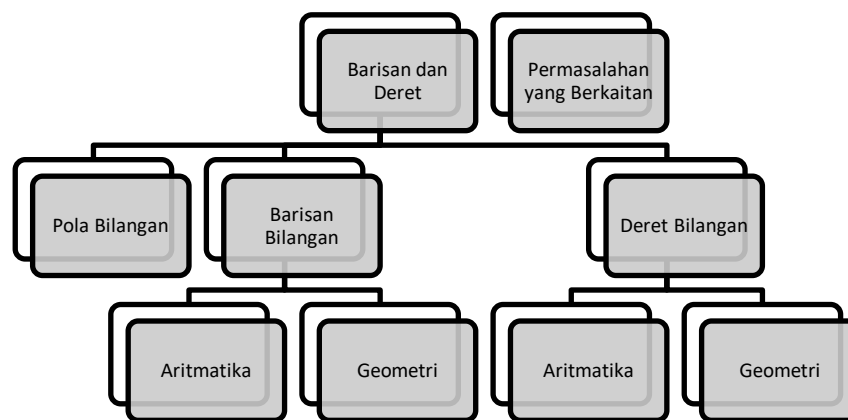 Barisan dan
Deret
Permasalahan
yang Berkaitan
Pola Bilangan
Barisan
Bilangan
Deret Bilangan
Aritmatika
Geometri
Aritmatika
Geometri